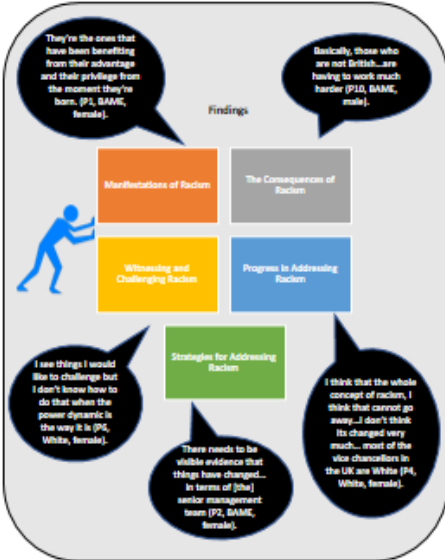 They're the ones
that have been benefiting
from their advantage
and their privilege from
the moment they're
born. (P1, BAME,
female).
Basically, those who
are not British...are
having to work much
harder (P10, BAME,
male).
Findings
Manifestations of Racism
The Consequences of
Racism
Witnessing and
Challenging Racism
Progress in Addressing
Racism
Strategies for Addressing
Racism
I see things I would
like to challenge but
I don't know how to
do that when the
power dynamic is
the way it is (P6,
White, female).
There needs to be
visible evidence that
things have changed...
in terms of [the]
senior management
team (P2, BAME,
female).
I think that the whole
concept of racism, I
think that cannot go
away...I don't think
its changed very
much... most of the
vice chancellors in
the UK are White (P4,
White, female).